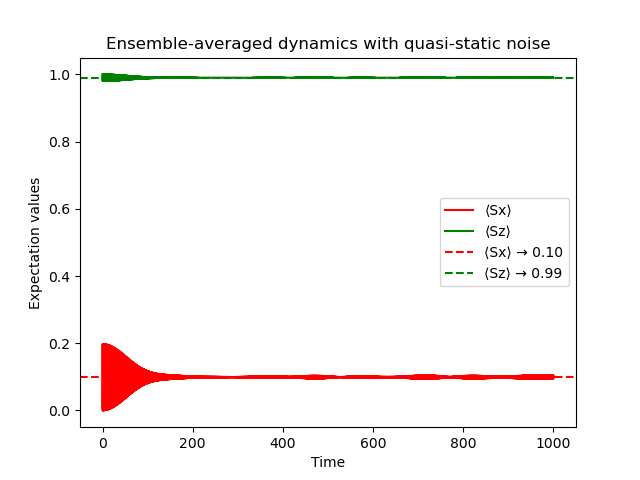 Ensemble-averaged dynamics with quasi-static noise
Expectation values
1.0
0.8
0.6
0.4
0.2
0.0
⟨Sx⟩
⟨Sz⟩
⟨Sx⟩ → 0.10
⟨Sz⟩ → 0.99
0 200 400 600 800 1000
Time